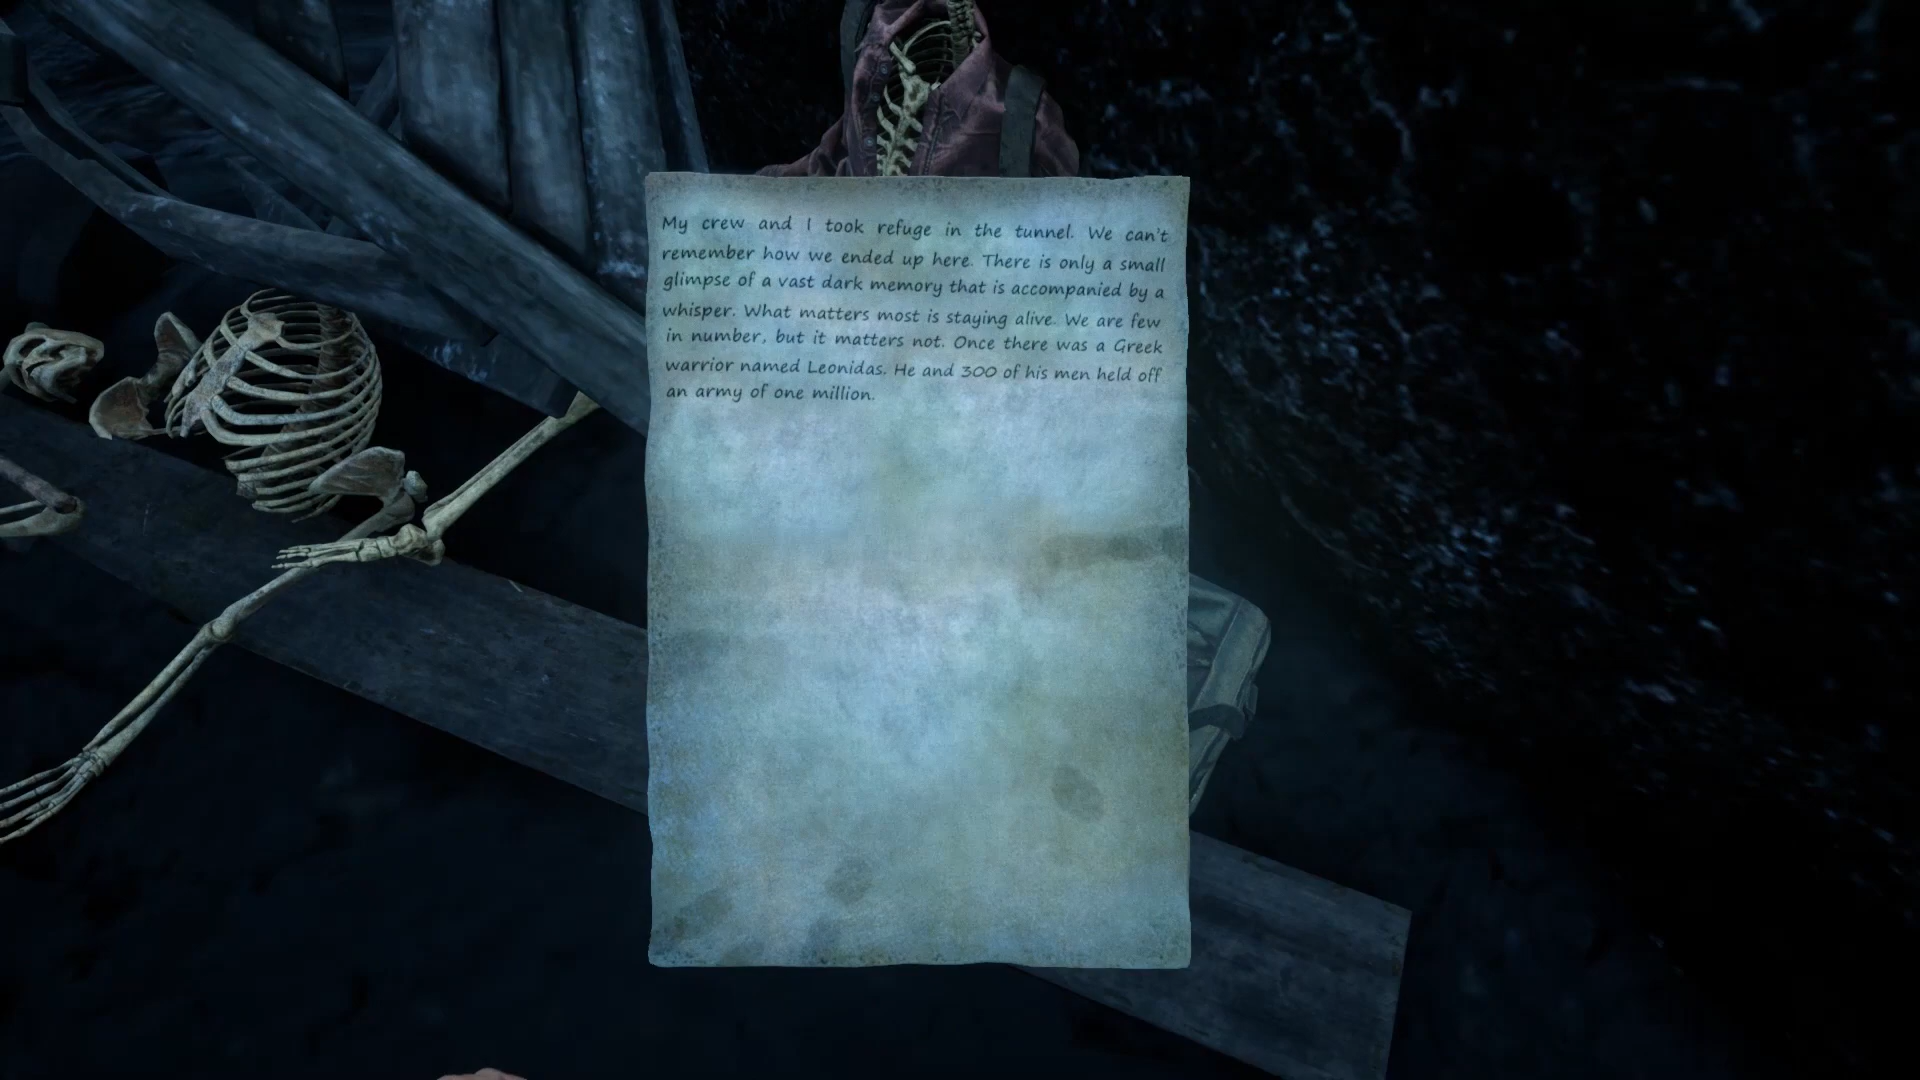 My crew and I took refuge in the tunnel. We can't
remember how we ended up here. There is only a small
glimpse of a vast dark memory that is accompanied by a
whisper. What matters most is staying alive. We are few
in number, but it matters not. Once there was a Greek
warrior named Leonidas. He and 300 of his men held off
an army of one million.